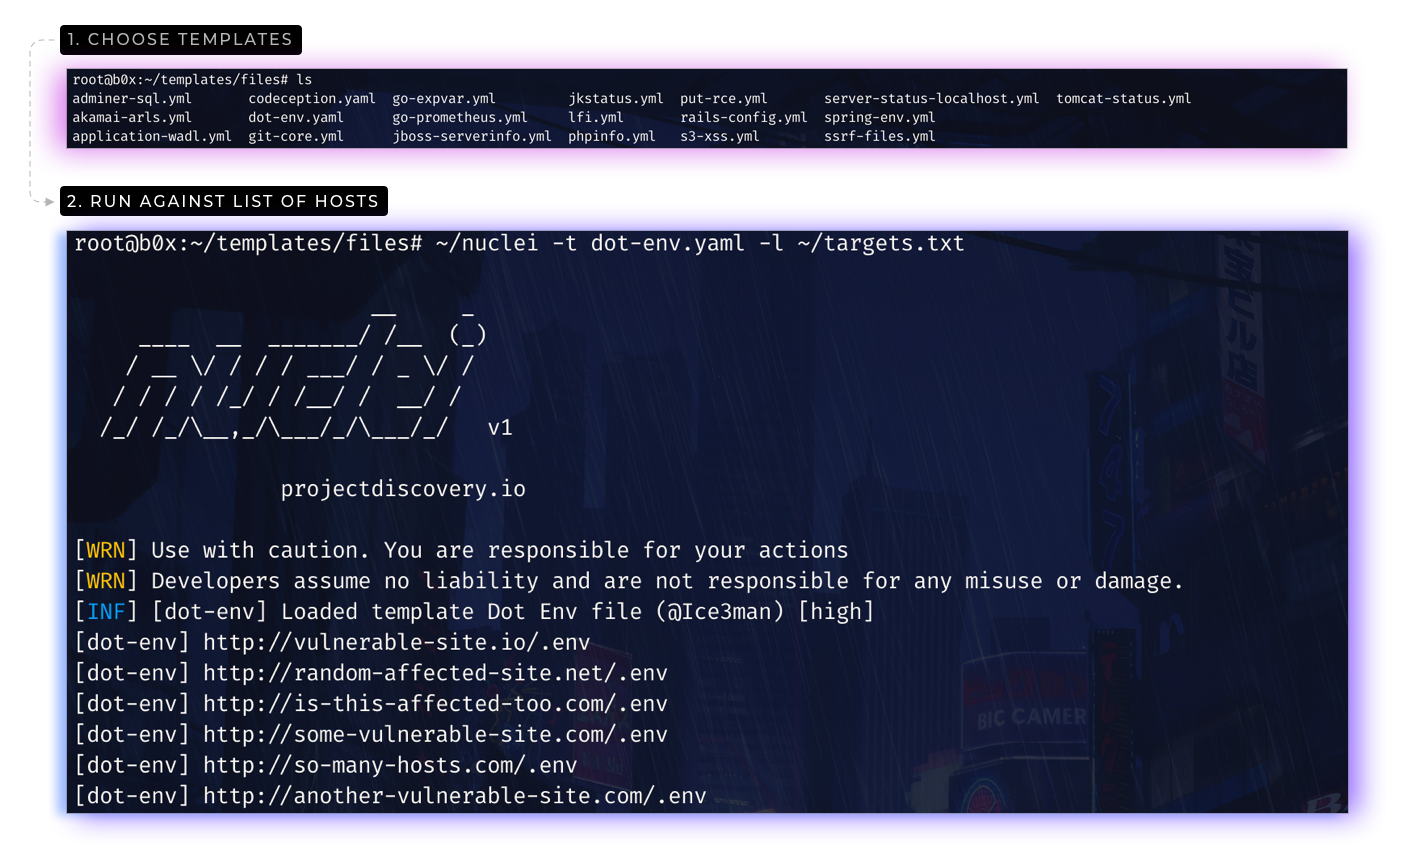 1. CHOOSE TEMPLATES
root@b0x:~/templates/files# ls
adminer-sql.yml codeception.yaml go-expvar.yml jkstatus.yml put-rce.yml server-status-localhost.yml tomcat-status.yml
akamai-arls.yml dot-env.yaml go-prometheus.yml lfi.yml rails-config.yml spring-env.yml
application-wadl.yml git-core.yml jboss-serverinfo.yml phpinfo.yml s3-xss.yml ssrf-files.yml
2. RUN AGAINST LIST OF HOSTS
root@b0x:~/templates/files# ~/nuclei -t dot-env.yaml -l ~/targets.txt
nuclei v1
projectdiscovery.io
[WRN] Use with caution. You are responsible for your actions
[WRN] Developers assume no liability and are not responsible for any misuse or damage.
[INF] [dot-env] Loaded template Dot Env file (@Ice3man) [high]
[dot-env] http://vulnerable-site.io/.env
[dot-env] http://random-affected-site.net/.env
[dot-env] http://is-this-affected-too.com/.env
[dot-env] http://some-vulnerable-site.com/.env
[dot-env] http://so-many-hosts.com/.env
[dot-env] http://another-vulnerable-site.com/.env
BIC CAMER